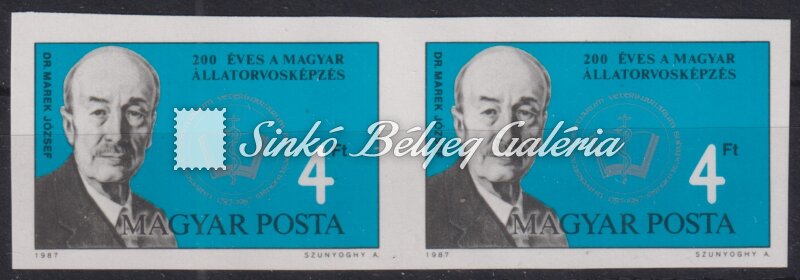 DR. MAREK JÓZSEF
200 ÉVES A MAGYAR
ÁLLATORVOSKÉPZÉS
4 Ft
MAGYAR POSTA
1987
SZUNYOGHY A.
DR. MAREK JÓZSEF
200 ÉVES A MAGYAR
ÁLLATORVOSKÉPZÉS
4 Ft
MAGYAR POSTA
1987
SZUNYOGHY A.
Sinkó Bélyeg Galéria